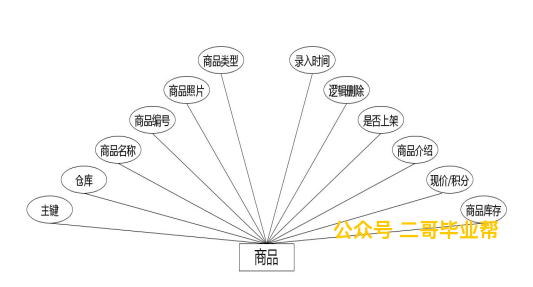 商品类型
录入时间
商品照片
逻辑删除
商品编号
是否上架
商品名称
商品介绍
仓库
现价/积分
主键
商品库存
公众号 二哥毕业帮
商品